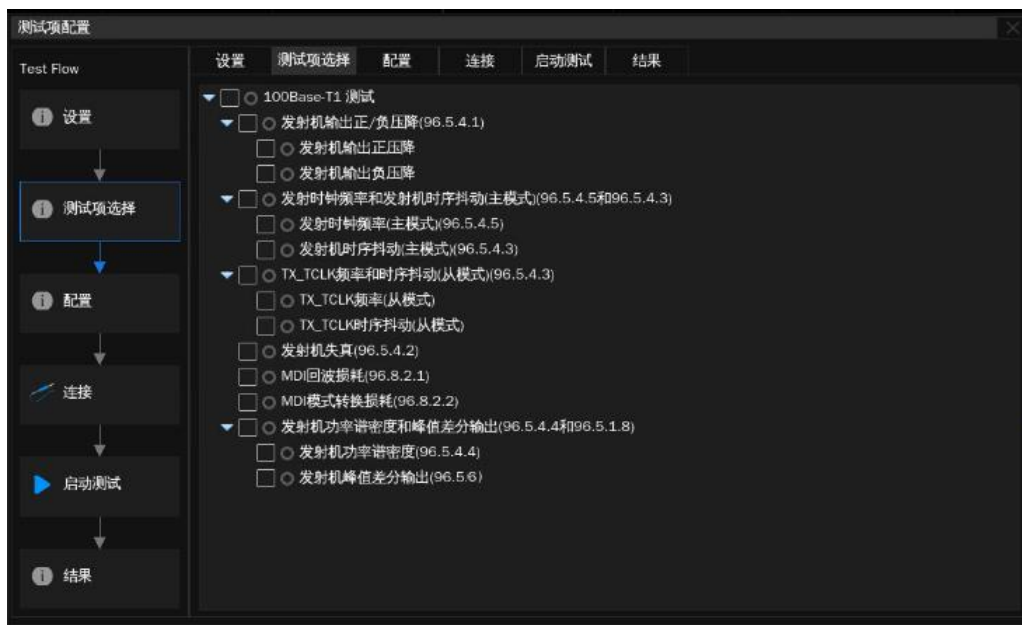 测试项配置
Test Flow
设置
测试项选择
配置
连接
启动测试
结果
设置 测试项选择 配置 连接 启动测试 结果
100Base-T1 测试
发射机输出正/负压降(96.5.4.1)
发射机输出正压降
发射机输出负压降
发射时钟频率和发射机时序抖动(主模式)(96.5.4.5和96.5.4.3)
发射时钟频率(主模式)(96.5.4.5)
发射机时序抖动(主模式)(96.5.4.3)
TX_TCLK频率和时序抖动(从模式)(96.5.4.3)
TX_TCLK频率(从模式)
TX_TCLK时序抖动(从模式)
发射机失真(96.5.4.2)
MDI回波损耗(96.8.2.1)
MDI模式转换损耗(96.8.2.2)
发射机功率谱密度和峰值差分输出(96.5.4.4和96.5.1.8)
发射机功率谱密度(96.5.4.4)
发射机峰值差分输出(96.5.6)